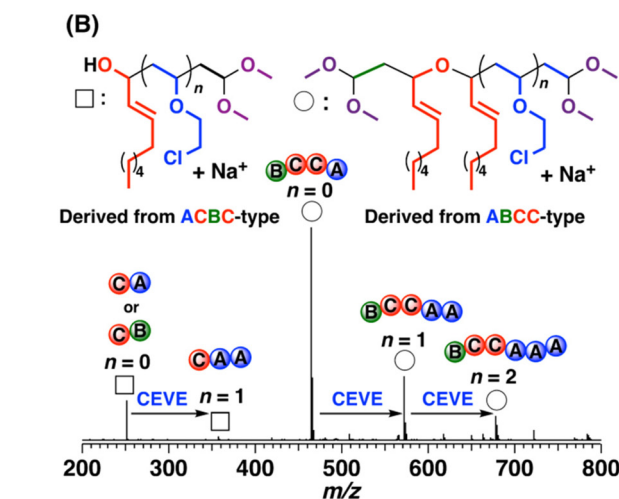 (B)
HO
( )n
O
O
O
Cl
( )4
+ Na⁺
□ :
Derived from ACBC-type
○ :
O
O
O
( )n
O
O
O
Cl
( )4
( )4
+ Na⁺
Derived from ABCC-type
B C C A
n = 0
C A
or
C B
n = 0
C A A
n = 1
B C C A A
n = 1
B C C A A A
n = 2
CEVE
CEVE
CEVE
200 300 400 500 600 700 800
m/z